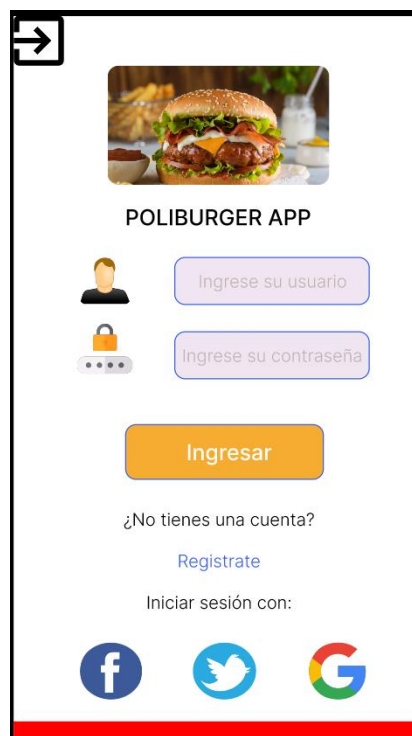 POLIBURGER APP
Ingrese su usuario
Ingrese su contraseña
Ingresar
¿No tienes una cuenta?
Registrate
Iniciar sesión con: